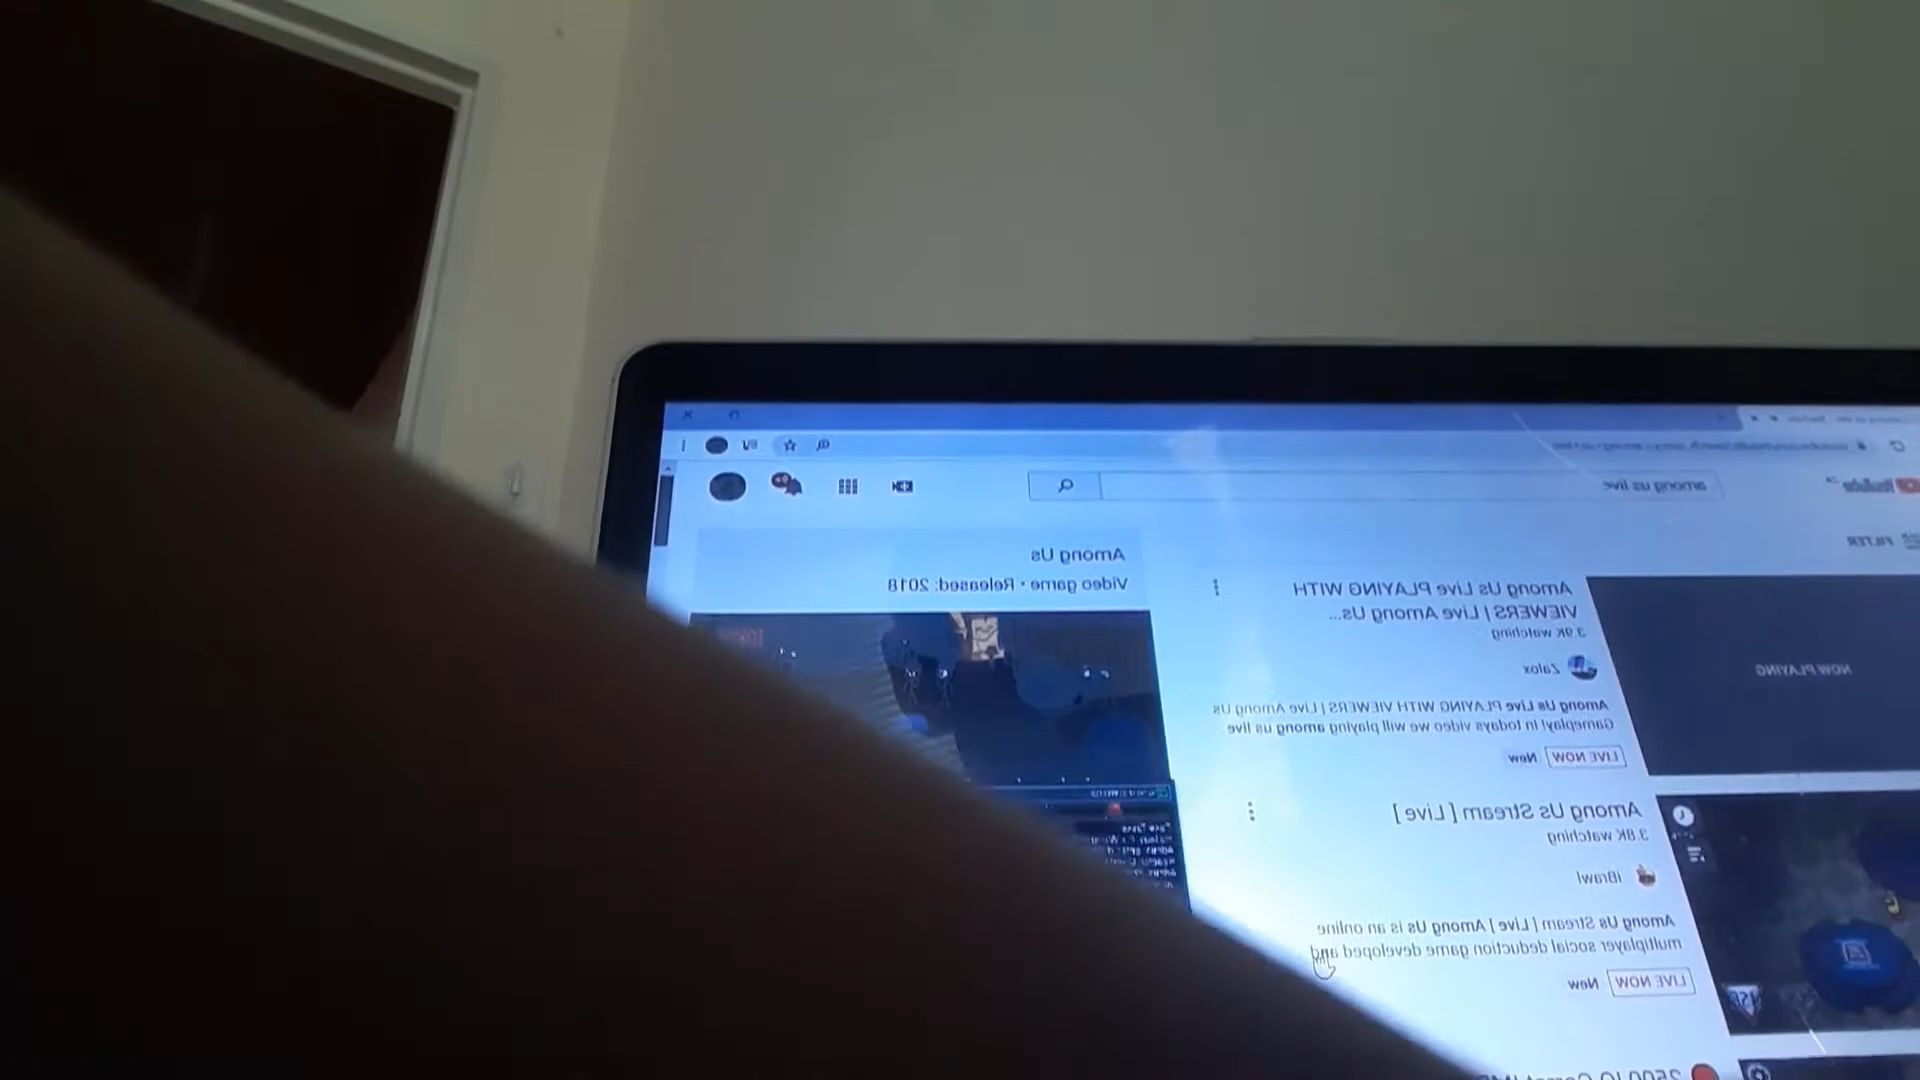 YouTube
among us live
FILTER
NOW PLAYING
Among Us Live PLAYING WITH
VIEWERS | Live Among Us...
3.9K watching
Zalox
Among Us Live PLAYING WITH VIEWERS | Live Among Us
Gameplay! In todays video we will playing among us live
LIVE NOW New
Among Us Stream [ Live ]
3.8K watching
iBrawl
Among Us Stream [ Live ] Among Us is an online
multiplayer social deduction game developed and
LIVE NOW New
Among Us
Video game • Released: 2018